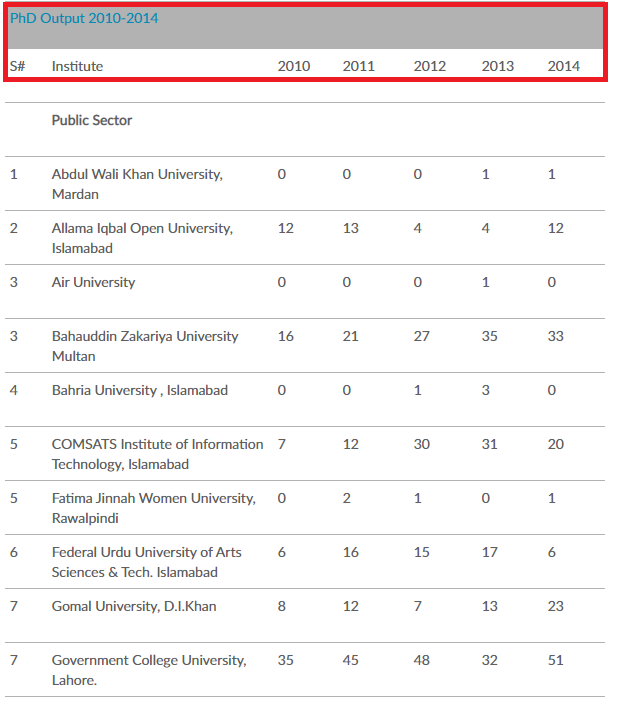 PhD Output 2010-2014
S# Institute 2010 2011 2012 2013 2014
Public Sector
1 Abdul Wali Khan University, 0 0 0 1 1
Mardan
2 Allama Iqbal Open University, 12 13 4 4 12
Islamabad
3 Air University 0 0 0 1 0
3 Bahauddin Zakariya University 16 21 27 35 33
Multan
4 Bahria University , Islamabad 0 0 1 3 0
5 COMSATS Institute of Information 7 12 30 31 20
Technology, Islamabad
5 Fatima Jinnah Women University, 0 2 1 0 1
Rawalpindi
6 Federal Urdu University of Arts 6 16 15 17 6
Sciences & Tech. Islamabad
7 Gomal University, D.I.Khan 8 12 7 13 23
7 Government College University, 35 45 48 32 51
Lahore.